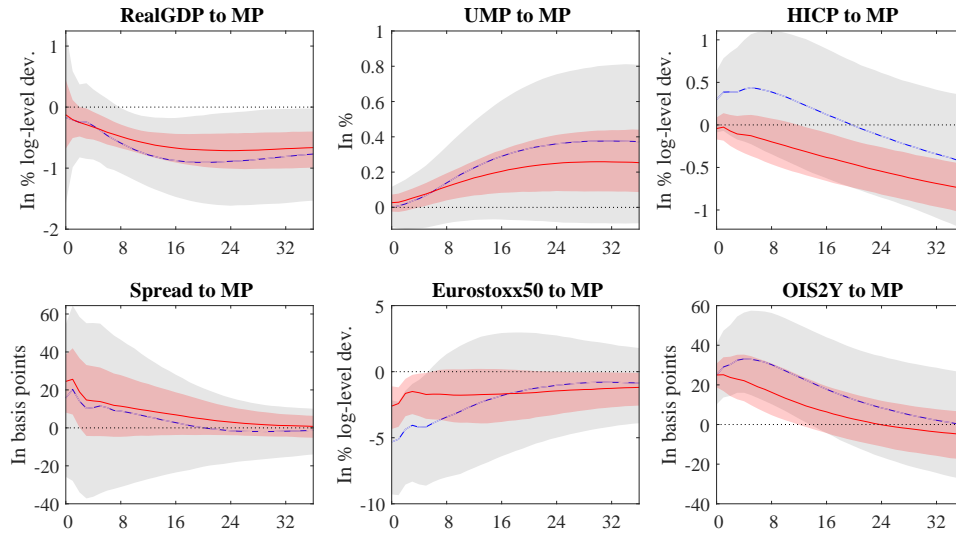 RealGDP to MP
In % log-level dev.
1
0
-1
-2
0 8 16 24 32
UMP to MP
In %
0.8
0.6
0.4
0.2
0
0 8 16 24 32
HICP to MP
In % log-level dev.
1
0.5
0
-0.5
-1
0 8 16 24 32
Spread to MP
In basis points
60
40
20
0
-20
-40
0 8 16 24 32
Eurostoxx50 to MP
In % log-level dev.
5
0
-5
-10
0 8 16 24 32
OIS2Y to MP
In basis points
60
40
20
0
-20
-40
0 8 16 24 32